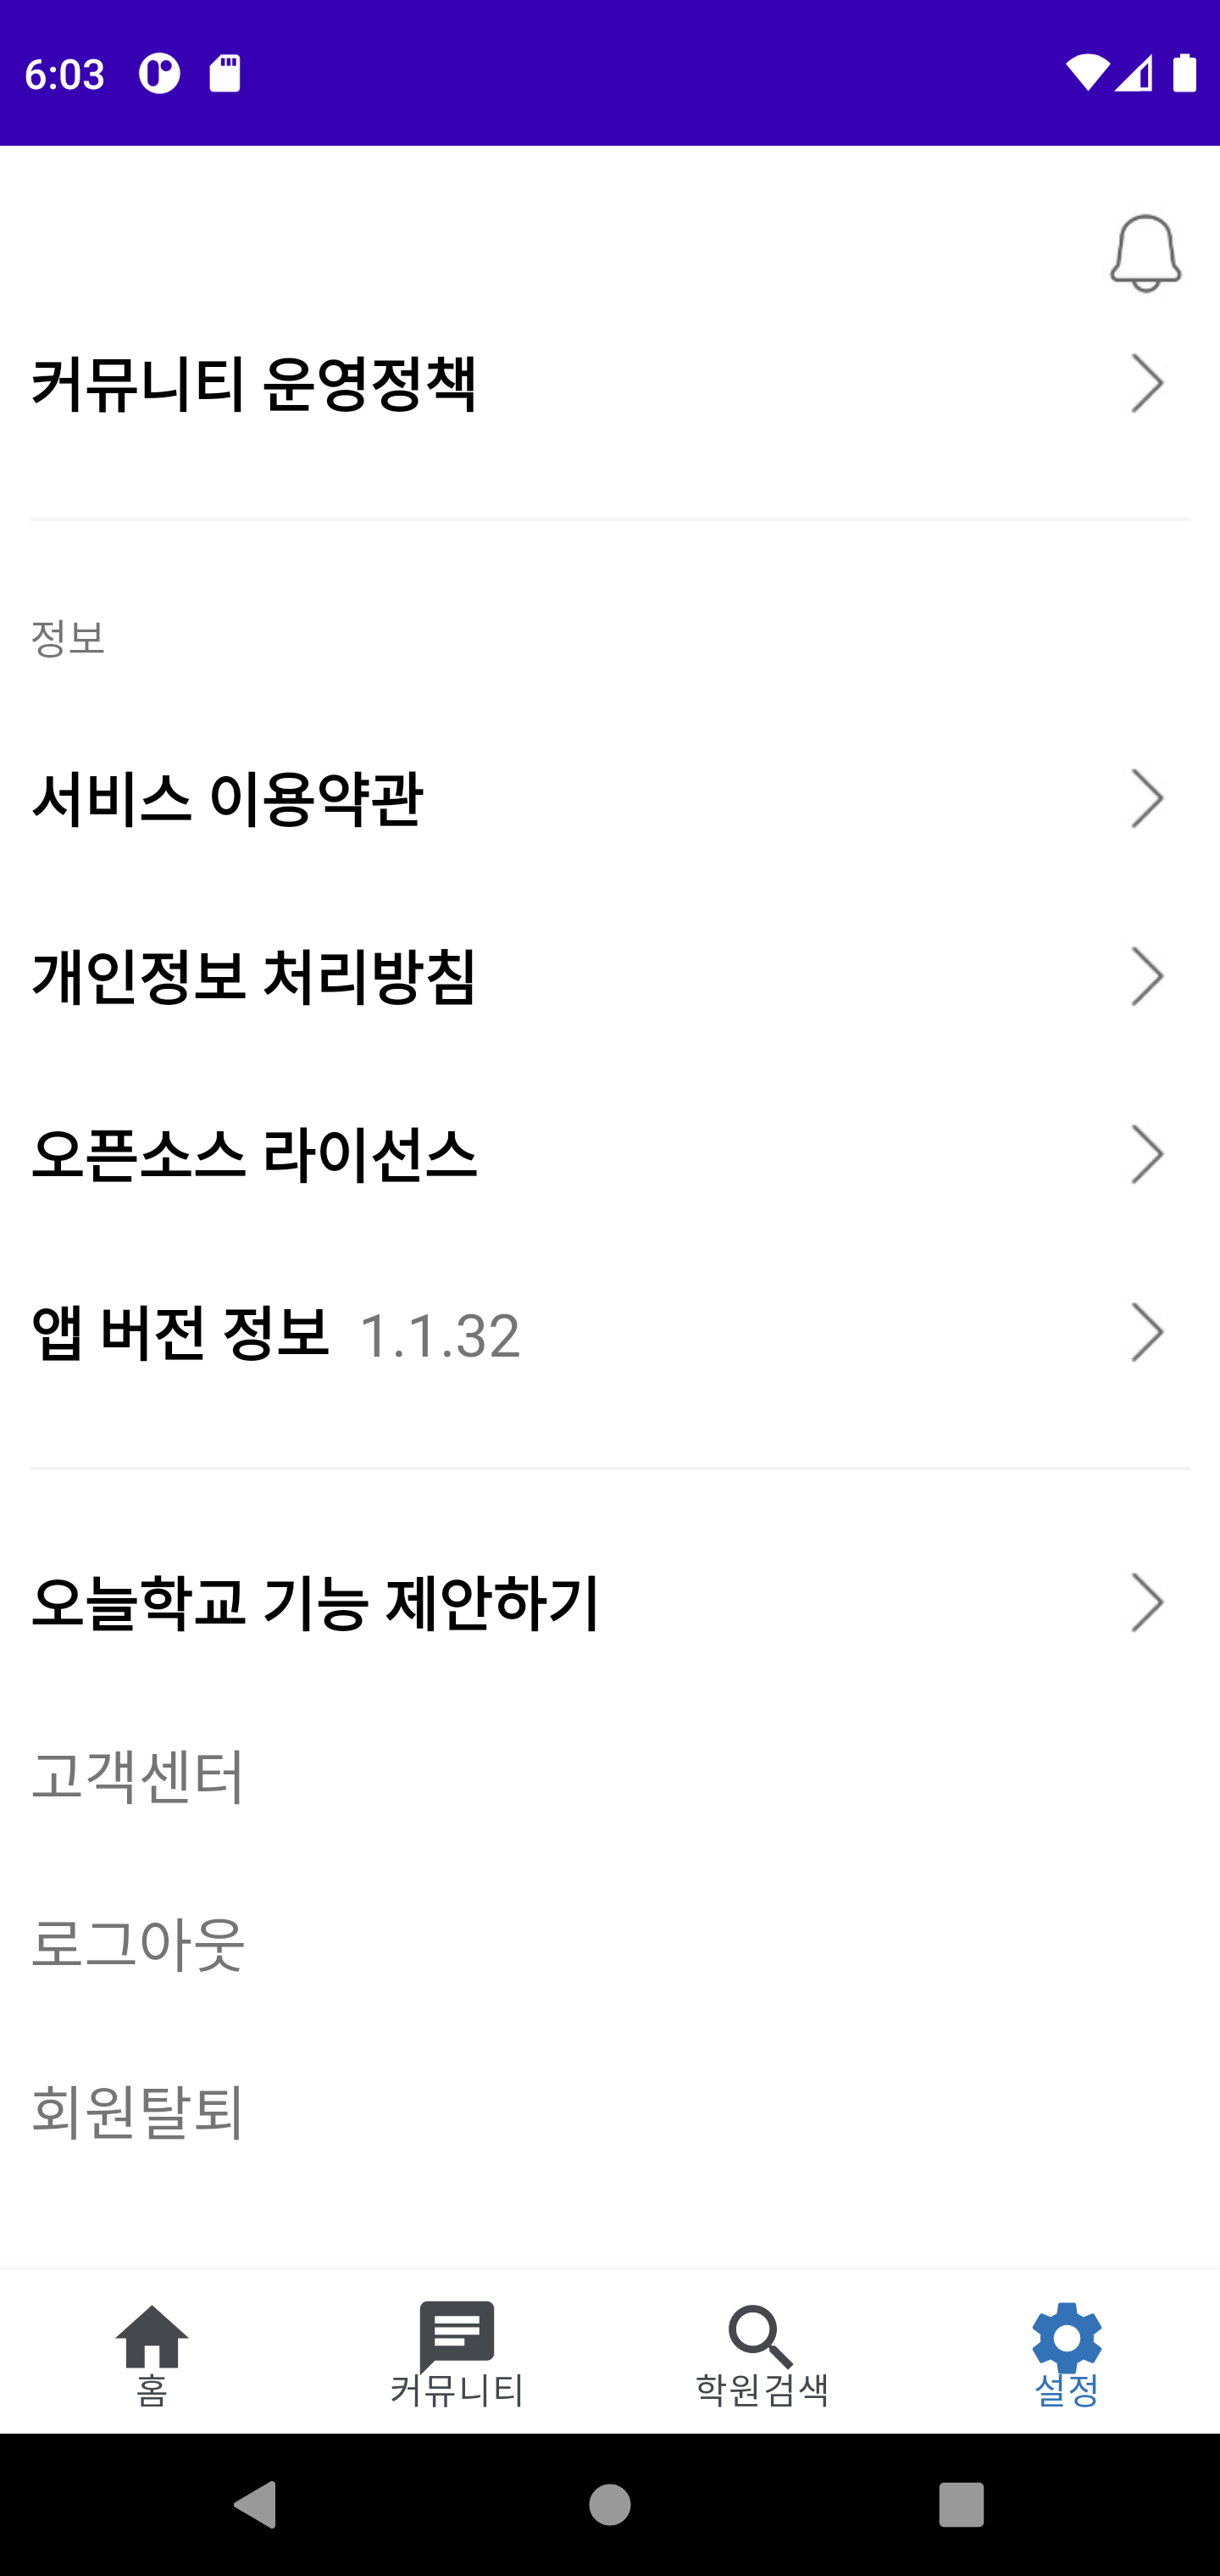 6:03
커뮤니티 운영정책
정보
서비스 이용약관
개인정보 처리방침
오픈소스 라이선스
앱 버전 정보 1.1.32
오늘학교 기능 제안하기
고객센터
로그아웃
회원탈퇴
홈 커뮤니티 학원검색 설정